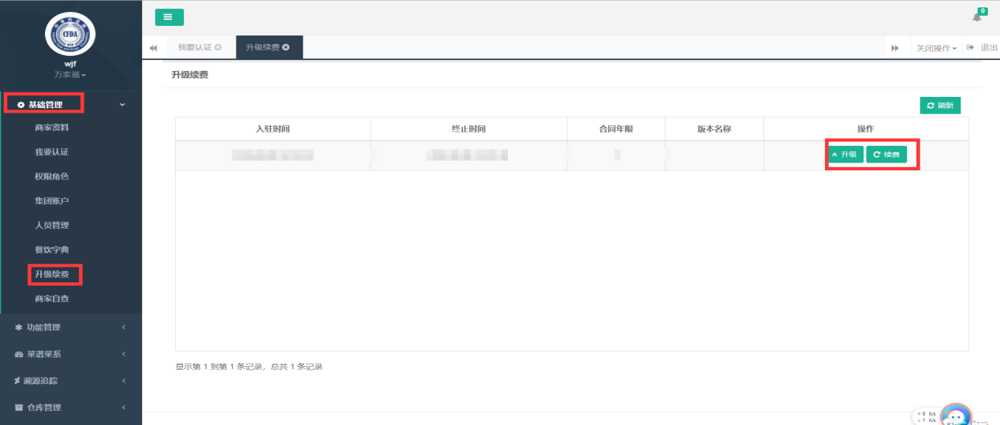 CFDA
wjf
万家福
基础管理
商家资料
我要认证
权限角色
集团账户
人员管理
餐饮字典
升级续费
商家自查
功能管理
菜谱菜系
溯源追踪
仓库管理
0
我要认证 升级续费 关闭操作 退出
升级续费
刷新
入驻时间 终止时间 合同年限 版本名称 操作
升级 续费
显示第 1 到第 1 条记录，总共 1 条记录
↑0 K/s
↓1 K/s